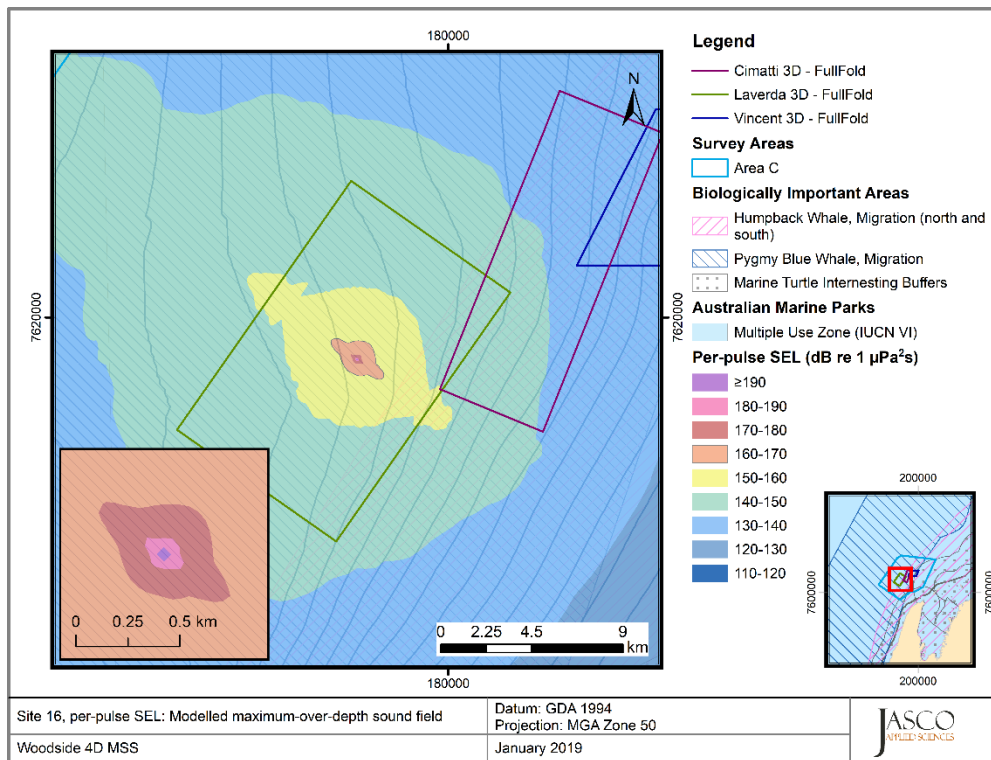 180000
N
7620000
7620000
0 0.25 0.5 km
0 2.25 4.5 9
km
180000
Legend
Cimatti 3D - FullFold
Laverda 3D - FullFold
Vincent 3D - FullFold
Survey Areas
Area C
Biologically Important Areas
Humpback Whale, Migration (north and
south)
Pygmy Blue Whale, Migration
Marine Turtle Internesting Buffers
Australian Marine Parks
Multiple Use Zone (IUCN VI)
Per-pulse SEL (dB re 1 µPa²s)
≥190
180-190
170-180
160-170
150-160
140-150
130-140
120-130
110-120
200000
7600000
7600000
200000
Site 16, per-pulse SEL: Modelled maximum-over-depth sound field
Woodside 4D MSS
Datum: GDA 1994
Projection: MGA Zone 50
January 2019
JASCO
APPLIED SCIENCES